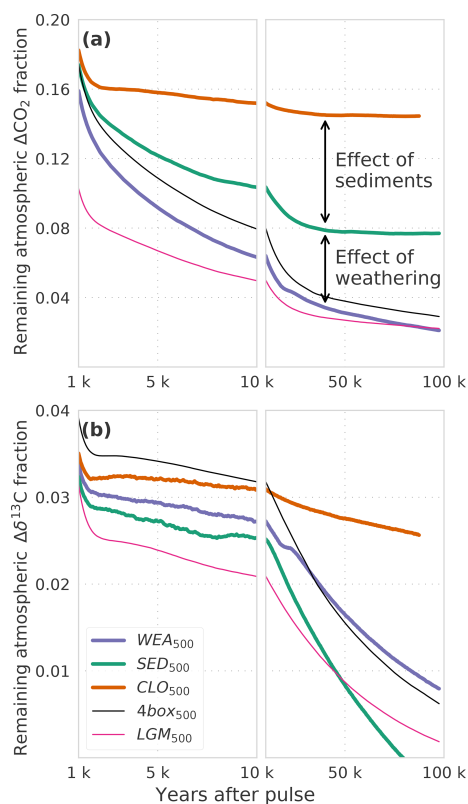 0.20
(a)
0.16
0.12
0.08
0.04
Remaining atmospheric ΔCO₂ fraction
Effect of
sediments
Effect of
weathering
1 k 5 k 10 k 50 k 100 k
0.04
(b)
0.03
0.02
0.01
Remaining atmospheric Δδ¹³C fraction
WEA₅₀₀
SED₅₀₀
CLO₅₀₀
4box₅₀₀
LGM₅₀₀
1 k 5 k 10 k 50 k 100 k
Years after pulse